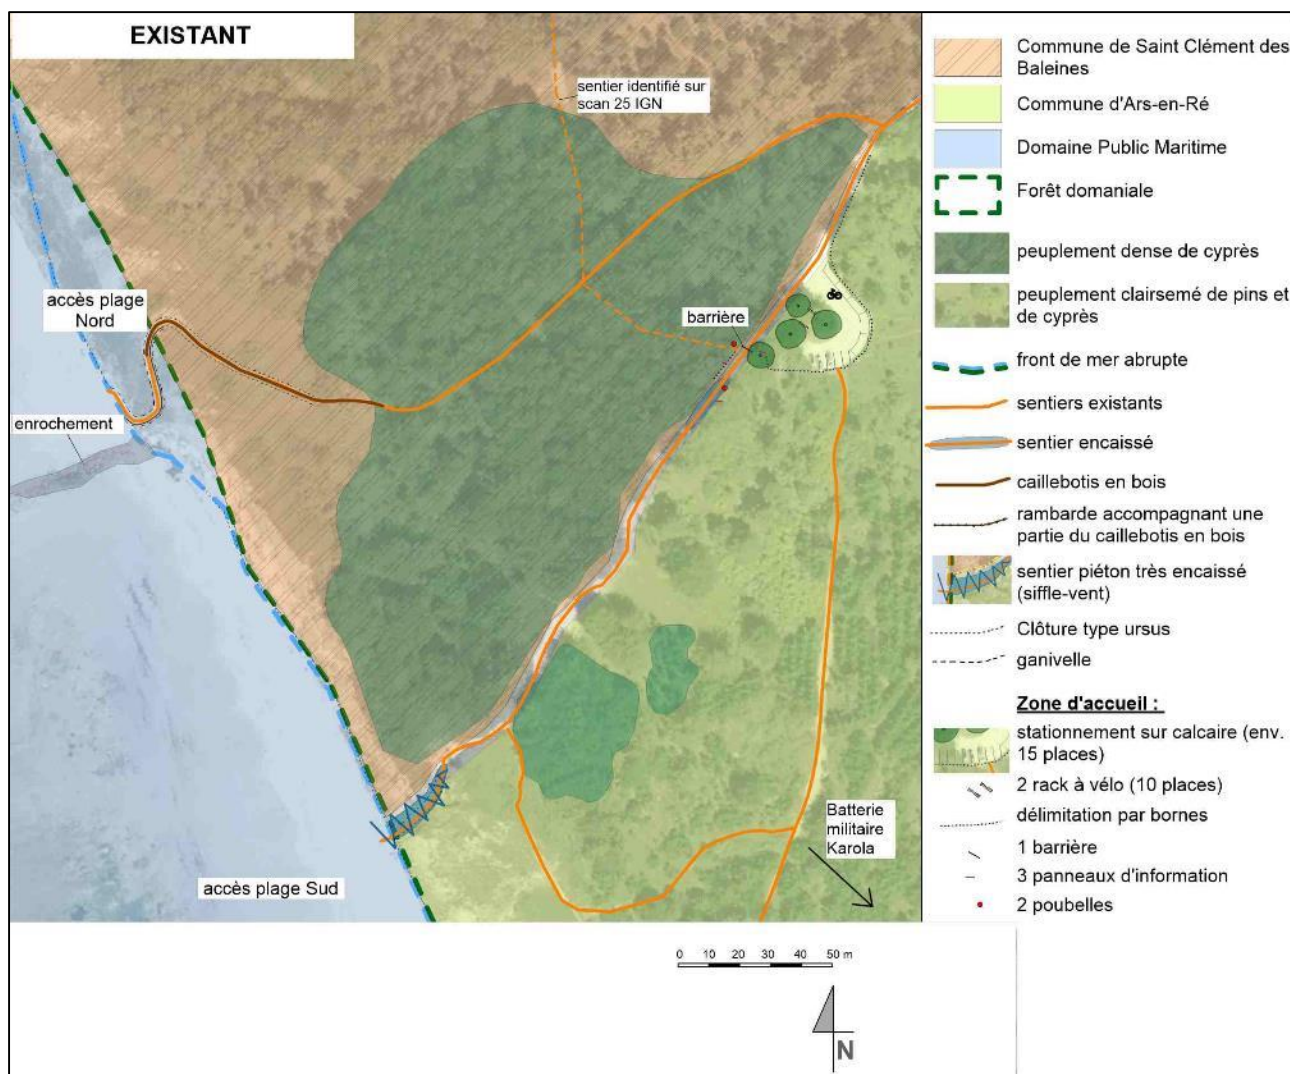 EXISTANT
sentier identifié sur
scan 25 IGN
accès plage
Nord
barrière
enrochement
Batterie
militaire
Karola
accès plage Sud
Commune de Saint Clément des
Baleines
Commune d'Ars-en-Ré
Domaine Public Maritime
Forêt domaniale
peuplement dense de cyprès
peuplement clairsemé de pins et
de cyprès
front de mer abrupte
sentiers existants
sentier encaissé
caillebotis en bois
rambarde accompagnant une
partie du caillebotis en bois
sentier piéton très encaissé
(siffle-vent)
Clôture type ursus
ganivelle
Zone d'accueil :
stationnement sur calcaire (env.
15 places)
2 rack à vélo (10 places)
délimitation par bornes
1 barrière
3 panneaux d'information
2 poubelles
0 10 20 30 40 50 m
N